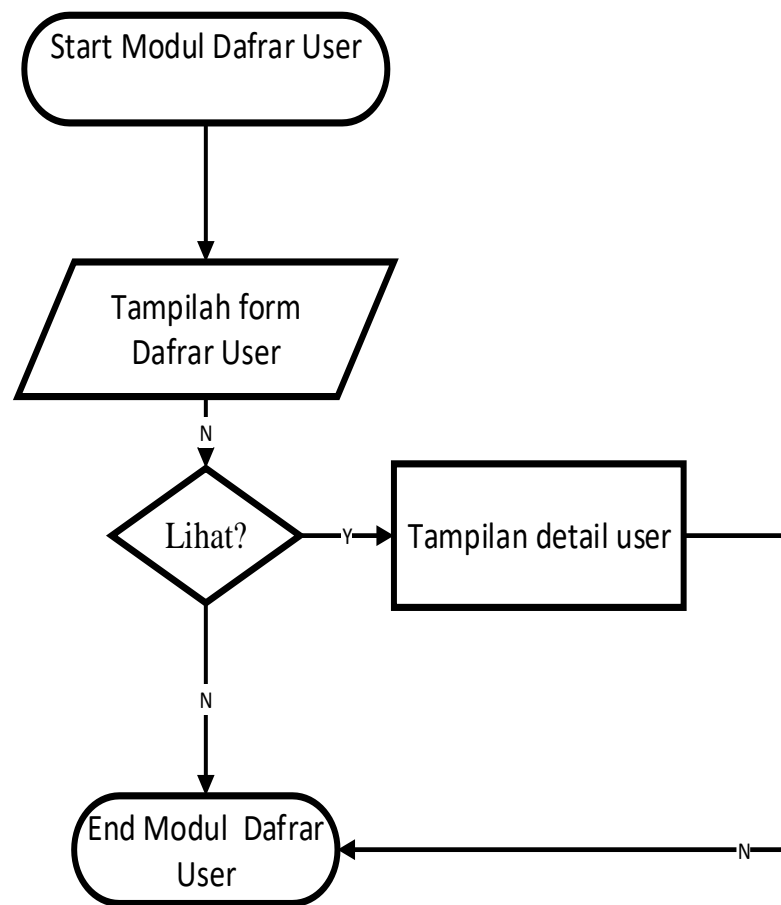 Start Modul Dafrar User
Tampilah form
Dafrar User
N
Lihat?
Y
Tampilan detail user
N
End Modul  Dafrar
User
N